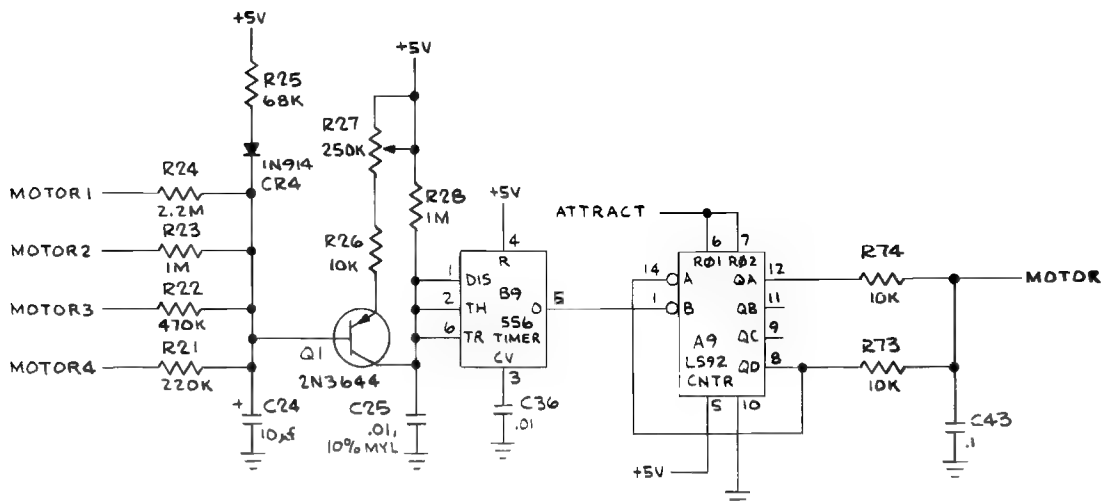 +5V
+5V
R25
68K
R27
250K
1N914
CR4
R24
MOTOR1
2.2M
R28
1M
+5V
ATTRACT
R23
MOTOR2
1M
R26
10K
4
R
6
7
RØ1
RØ2
R74
10K
MOTOR
1
DIS
B9
14
A
QA
12
R22
MOTOR3
470K
2
TH
556
TIMER
O
5
1
B
QB
11
6
TR
A9
LS92
CNTR
QC
9
R73
10K
QD
8
R21
MOTOR4
220K
Q1
2N3644
CV
3
5
10
+
C24
10µf
C25
.01,
10% MYL
C36
.01
C43
.1
+5V